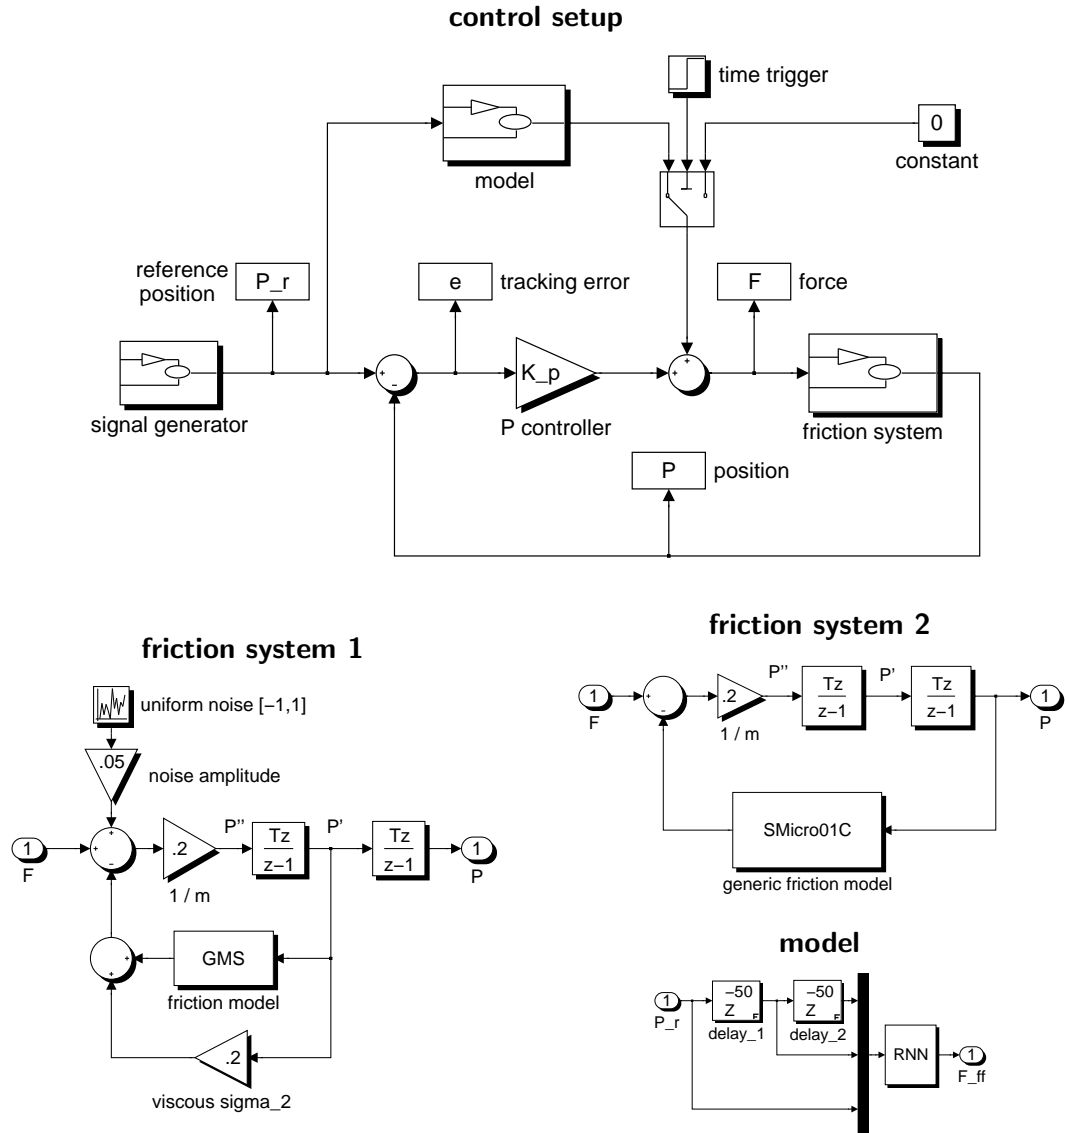 control setup
time trigger
0
constant
model
reference
position
P_r
e
tracking error
F
force
+
-
K_p
+
+
signal generator
P controller
friction system
P
position
friction system 1
uniform noise [-1,1]
.05
noise amplitude
1
F
+
+
-
.2
1 / m
P''
Tz
z-1
P'
Tz
z-1
1
P
+
+
GMS
friction model
.2
viscous sigma_2
friction system 2
1
F
-
.2
1 / m
P''
Tz
z-1
P'
Tz
z-1
1
P
SMicro01C
generic friction model
model
1
P_r
-50
Z
delay_1
-50
Z
delay_2
RNN
1
F_ff